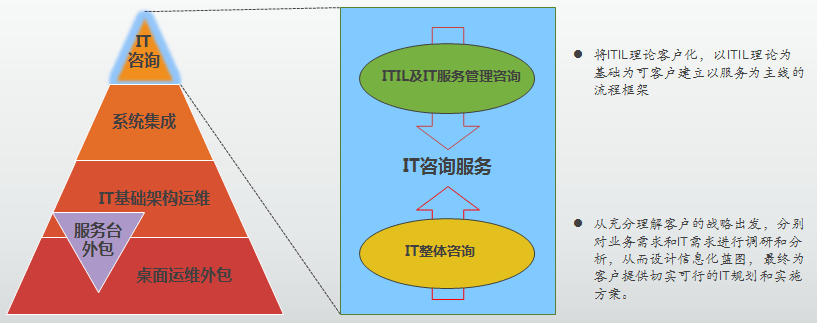 IT
咨询
系统集成
IT基础架构运维
服务台
外包
桌面运维外包
ITIL及IT服务管理咨询
IT咨询服务
IT整体咨询
将ITIL理论客户化，以ITIL理论为
基础为可客户建立以服务为主线的
流程框架
从充分理解客户的战略出发，分别
对业务需求和IT需求进行调研和分
析，从而设计信息化蓝图，最终为
客户提供切实可行的IT规划和实施
方案。